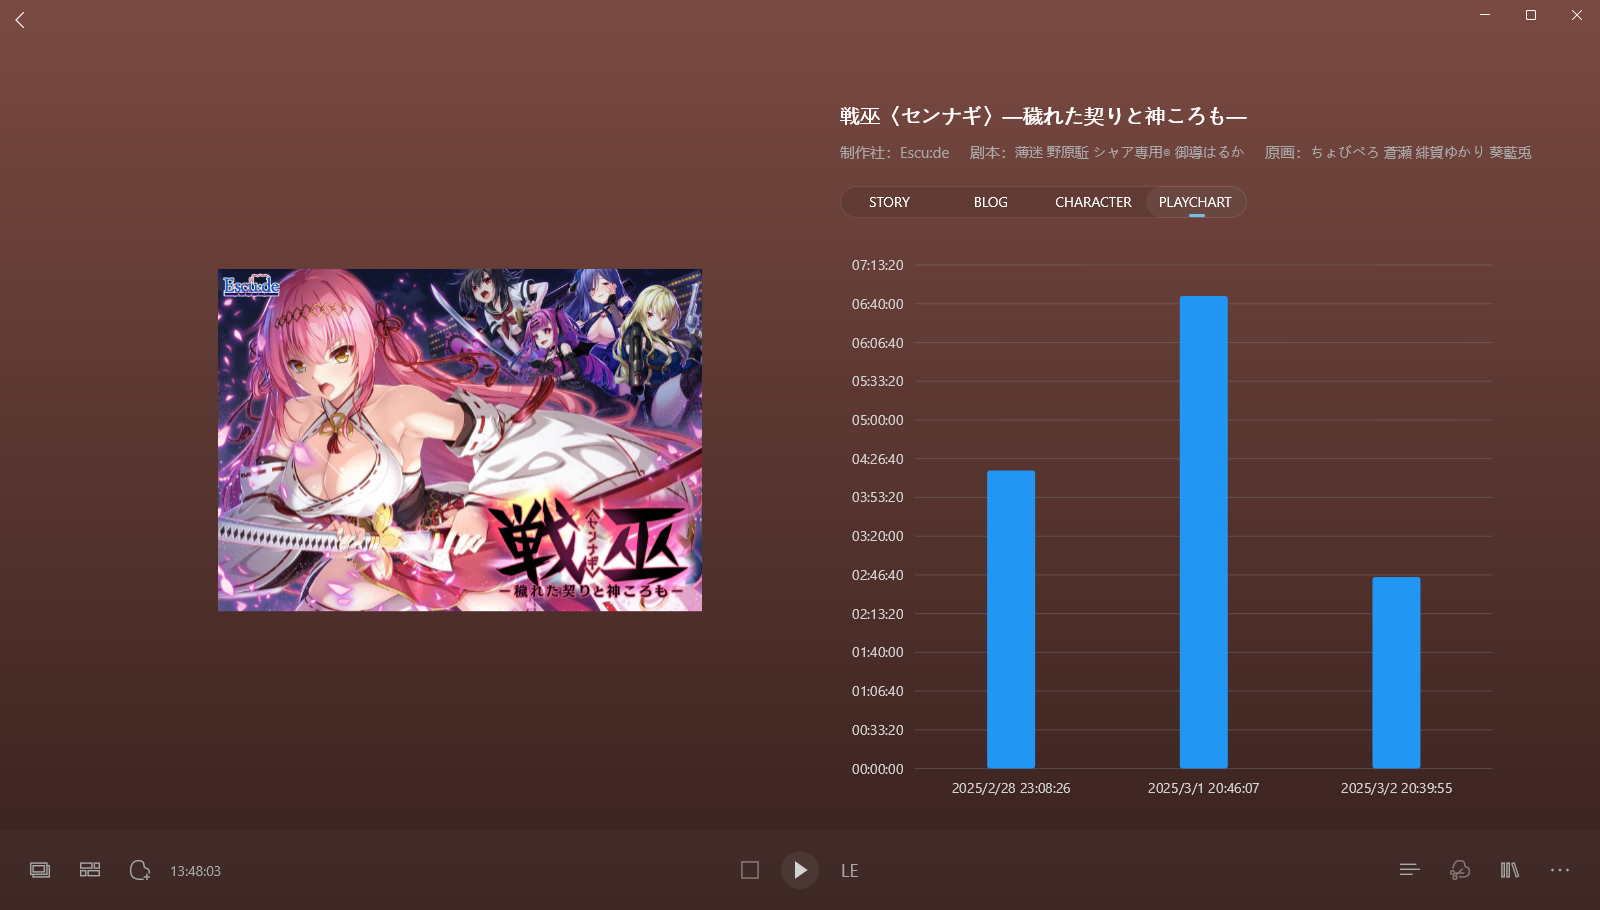 戦巫〈センナギ〉―穢れた契りと神ころも―
制作社：Escu:de 剧本：薄迷 野原駈 シャア専用◎ 御導はるか 原画：ちょびぺろ 蒼瀬 緋賀ゆかり 葵藍兎
STORY BLOG CHARACTER PLAYCHART
Escu:de
戦巫
〈センナギ〉
―穢れた契りと神ころも―
07:13:20
06:40:00
06:06:40
05:33:20
05:00:00
04:26:40
03:53:20
03:20:00
02:46:40
02:13:20
01:40:00
01:06:40
00:33:20
00:00:00
2025/2/28 23:08:26 2025/3/1 20:46:07 2025/3/2 20:39:55
13:48:03
LE